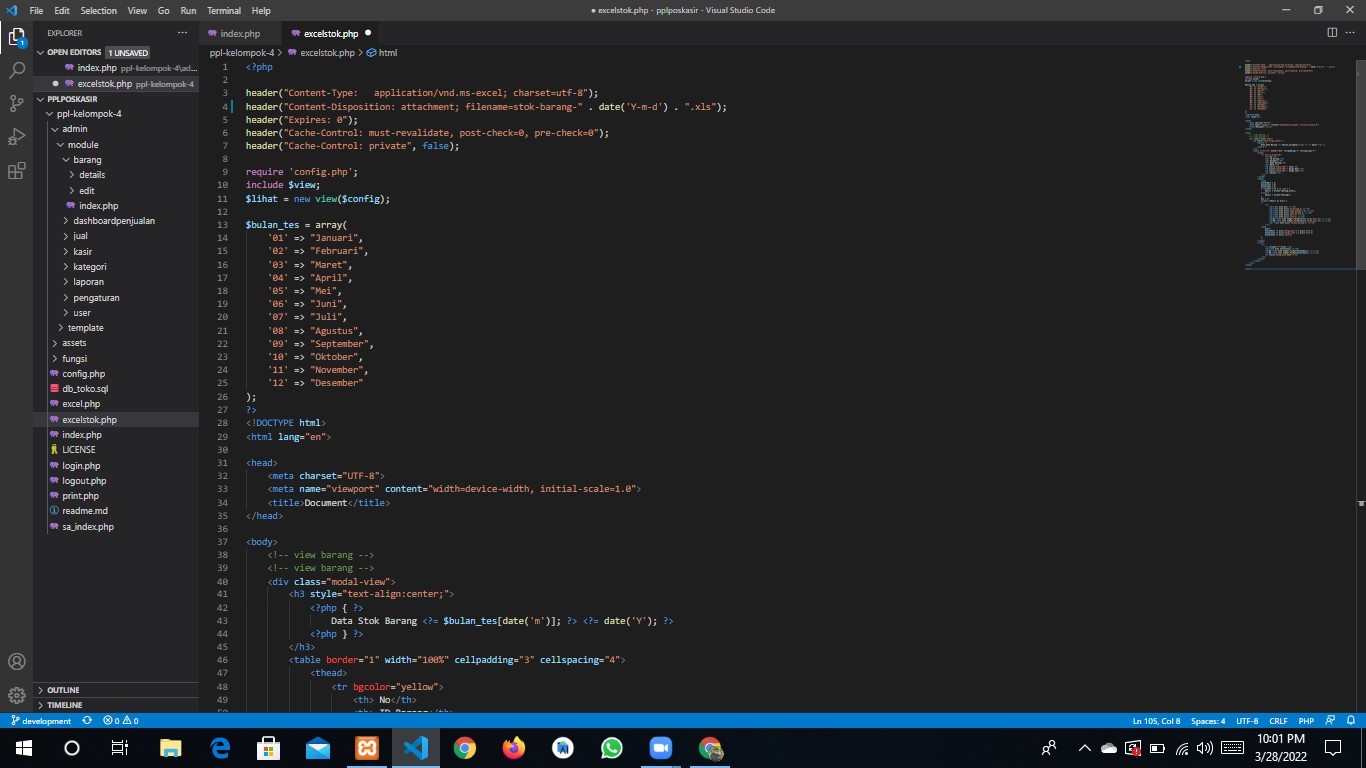 File Edit Selection View Go Run Terminal Help
● excelstok.php - pplposkasir - Visual Studio Code
EXPLORER
OPEN EDITORS 1 UNSAVED
index.php ppl-kelompok-4\ad...
excelstok.php ppl-kelompok-4
PPLPOSKASIR
ppl-kelompok-4
admin
module
barang
details
edit
index.php
dashboardpenjualan
jual
kasir
kategori
laporan
pengaturan
user
template
assets
fungsi
config.php
db_toko.sql
excel.php
excelstok.php
index.php
LICENSE
login.php
logout.php
print.php
readme.md
sa_index.php
OUTLINE
TIMELINE
index.php excelstok.php
ppl-kelompok-4 > excelstok.php > html
1 <?php
2
3 header("Content-Type:   application/vnd.ms-excel; charset=utf-8");
4 header("Content-Disposition: attachment; filename=stok-barang-" . date('Y-m-d') . ".xls");
5 header("Expires: 0");
6 header("Cache-Control: must-revalidate, post-check=0, pre-check=0");
7 header("Cache-Control: private", false);
8
9 require 'config.php';
10 include $view;
11 $lihat = new view($config);
12
13 $bulan_tes = array(
14     '01' => "Januari",
15     '02' => "Februari",
16     '03' => "Maret",
17     '04' => "April",
18     '05' => "Mei",
19     '06' => "Juni",
20     '07' => "Juli",
21     '08' => "Agustus",
22     '09' => "September",
23     '10' => "Oktober",
24     '11' => "November",
25     '12' => "Desember"
26 );
27 ?>
28 <!DOCTYPE html>
29 <html lang="en">
30
31 <head>
32     <meta charset="UTF-8">
33     <meta name="viewport" content="width=device-width, initial-scale=1.0">
34     <title>Document</title>
35 </head>
36
37 <body>
38     <!-- view barang -->
39     <!-- view barang -->
40     <div class="modal-view">
41         <h3 style="text-align:center;">
42             <?php { ?>
43                 Data Stok Barang <?= $bulan_tes[date('m')]; ?> <?= date('Y'); ?>
44             <?php } ?>
45         </h3>
46         <table border="1" width="100%" cellpadding="3" cellspacing="4">
47             <thead>
48                 <tr bgcolor="yellow">
49                     <th> No</th>
development 0 0
Ln 105, Col 8 Spaces: 4 UTF-8 CRLF PHP
10:01 PM
3/28/2022